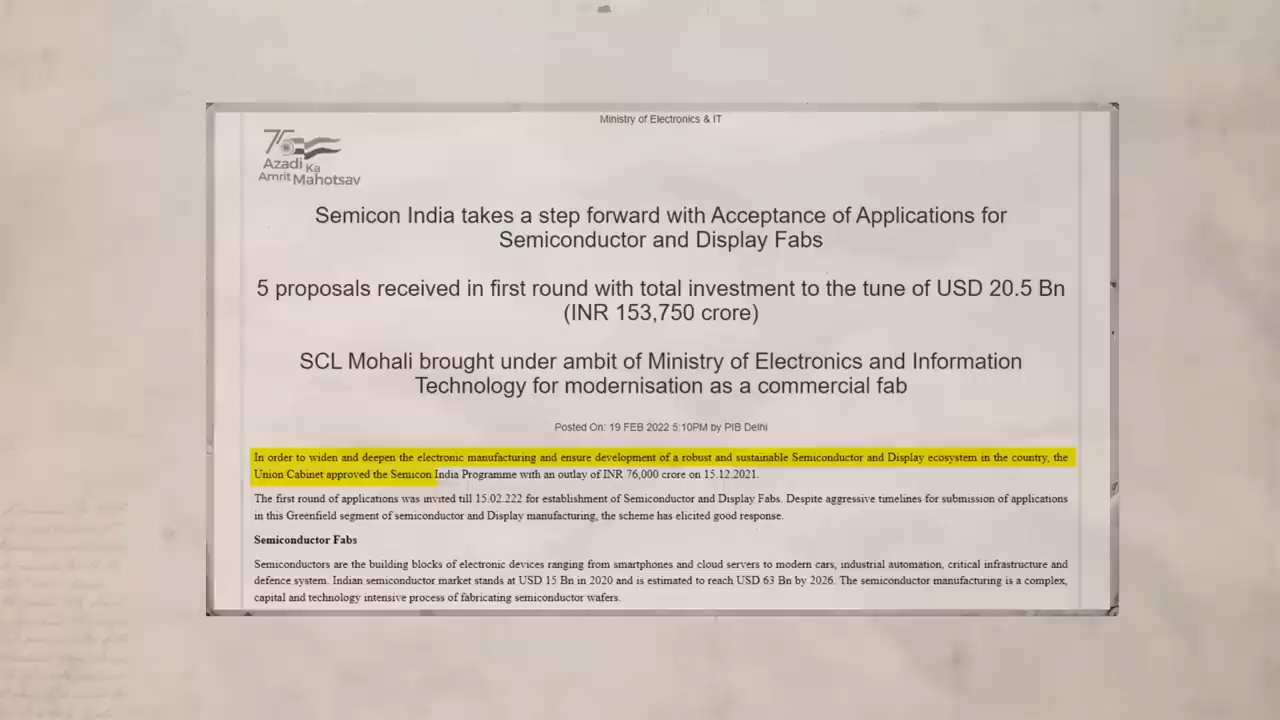 Ministry of Electronics & IT
75
Azadi Ka
Amrit Mahotsav
Semicon India takes a step forward with Acceptance of Applications for
Semiconductor and Display Fabs
5 proposals received in first round with total investment to the tune of USD 20.5 Bn
(INR 153,750 crore)
SCL Mohali brought under ambit of Ministry of Electronics and Information
Technology for modernisation as a commercial fab
Posted On: 19 FEB 2022 5:10PM by PIB Delhi
In order to widen and deepen the electronic manufacturing and ensure development of a robust and sustainable Semiconductor and Display ecosystem in the country, the
Union Cabinet approved the Semicon India Programme with an outlay of INR 76,000 crore on 15.12.2021.
The first round of applications was invited till 15.02.222 for establishment of Semiconductor and Display Fabs. Despite aggressive timelines for submission of applications
in this Greenfield segment of semiconductor and Display manufacturing, the scheme has elicited good response.
Semiconductor Fabs
Semiconductors are the building blocks of electronic devices ranging from smartphones and cloud servers to modern cars, industrial automation, critical infrastructure and
defence system. Indian semiconductor market stands at USD 15 Bn in 2020 and is estimated to reach USD 63 Bn by 2026. The semiconductor manufacturing is a complex,
capital and technology intensive process of fabricating semiconductor wafers.